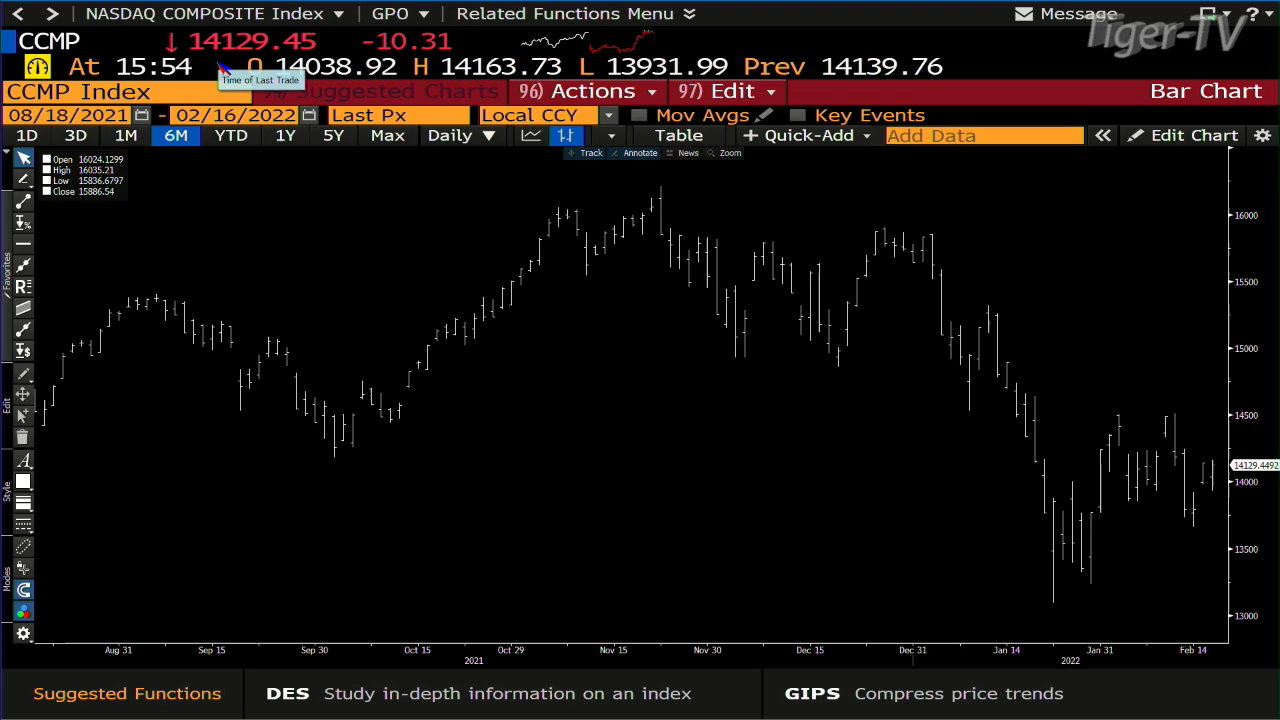 NASDAQ COMPOSITE Index GPO Related Functions Menu Message ?
Tiger-TV
CCMP ↓ 14129.45 -10.31
At 15:54 O 14038.92 H 14163.73 L 13931.99 Prev 14139.76
Time of Last Trade
CCMP Index Suggested Charts 96) Actions 97) Edit Bar Chart
08/18/2021 - 02/16/2022 Last Px Local CCY Mov Avgs Key Events
1D 3D 1M 6M YTD 1Y 5Y Max Daily ▼ Table + Quick-Add Add Data « Edit Chart
Track Annotate News Zoom
Open 16024.1299
High 16035.21
Low 15836.6797
Close 15886.54
Favorites
Edit
Style
Modes
16000
15500
15000
14500
14129.4492
14000
13500
13000
Aug 31 Sep 15 Sep 30 Oct 15 Oct 29 Nov 15 Nov 30 Dec 15 Dec 31 Jan 14 Jan 31 Feb 14
2021 2022
Suggested Functions DES Study in-depth information on an index GIPS Compress price trends